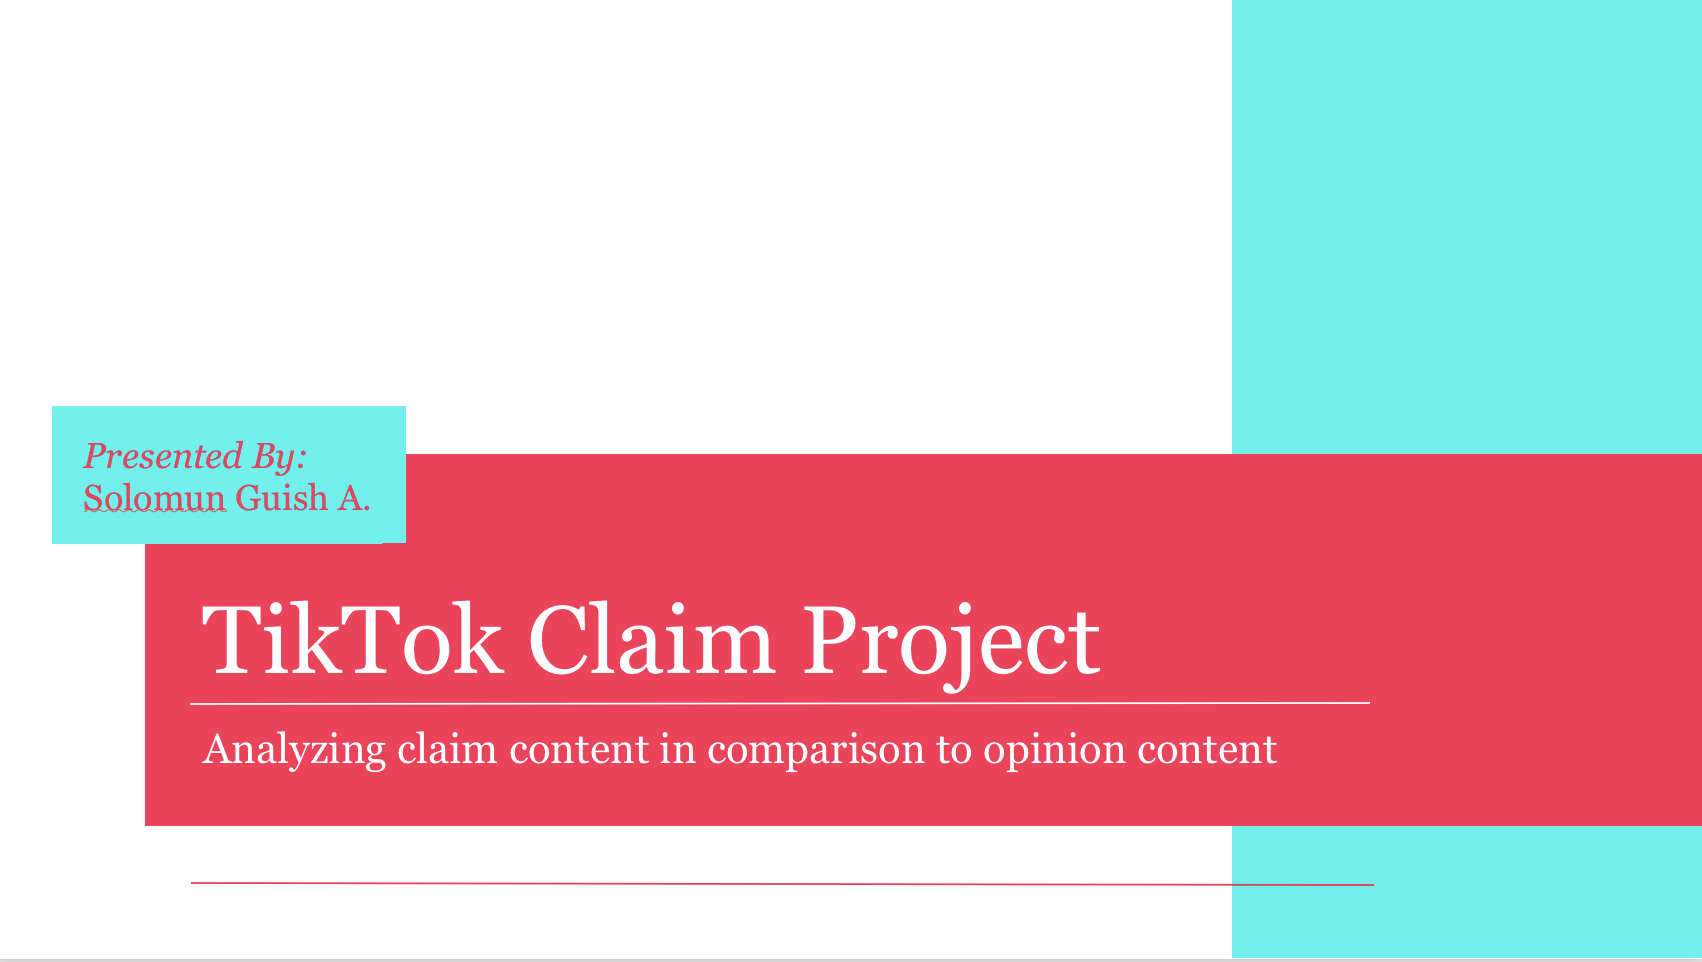 Presented By:
Solomun Guish A.
TikTok Claim Project
Analyzing claim content in comparison to opinion content